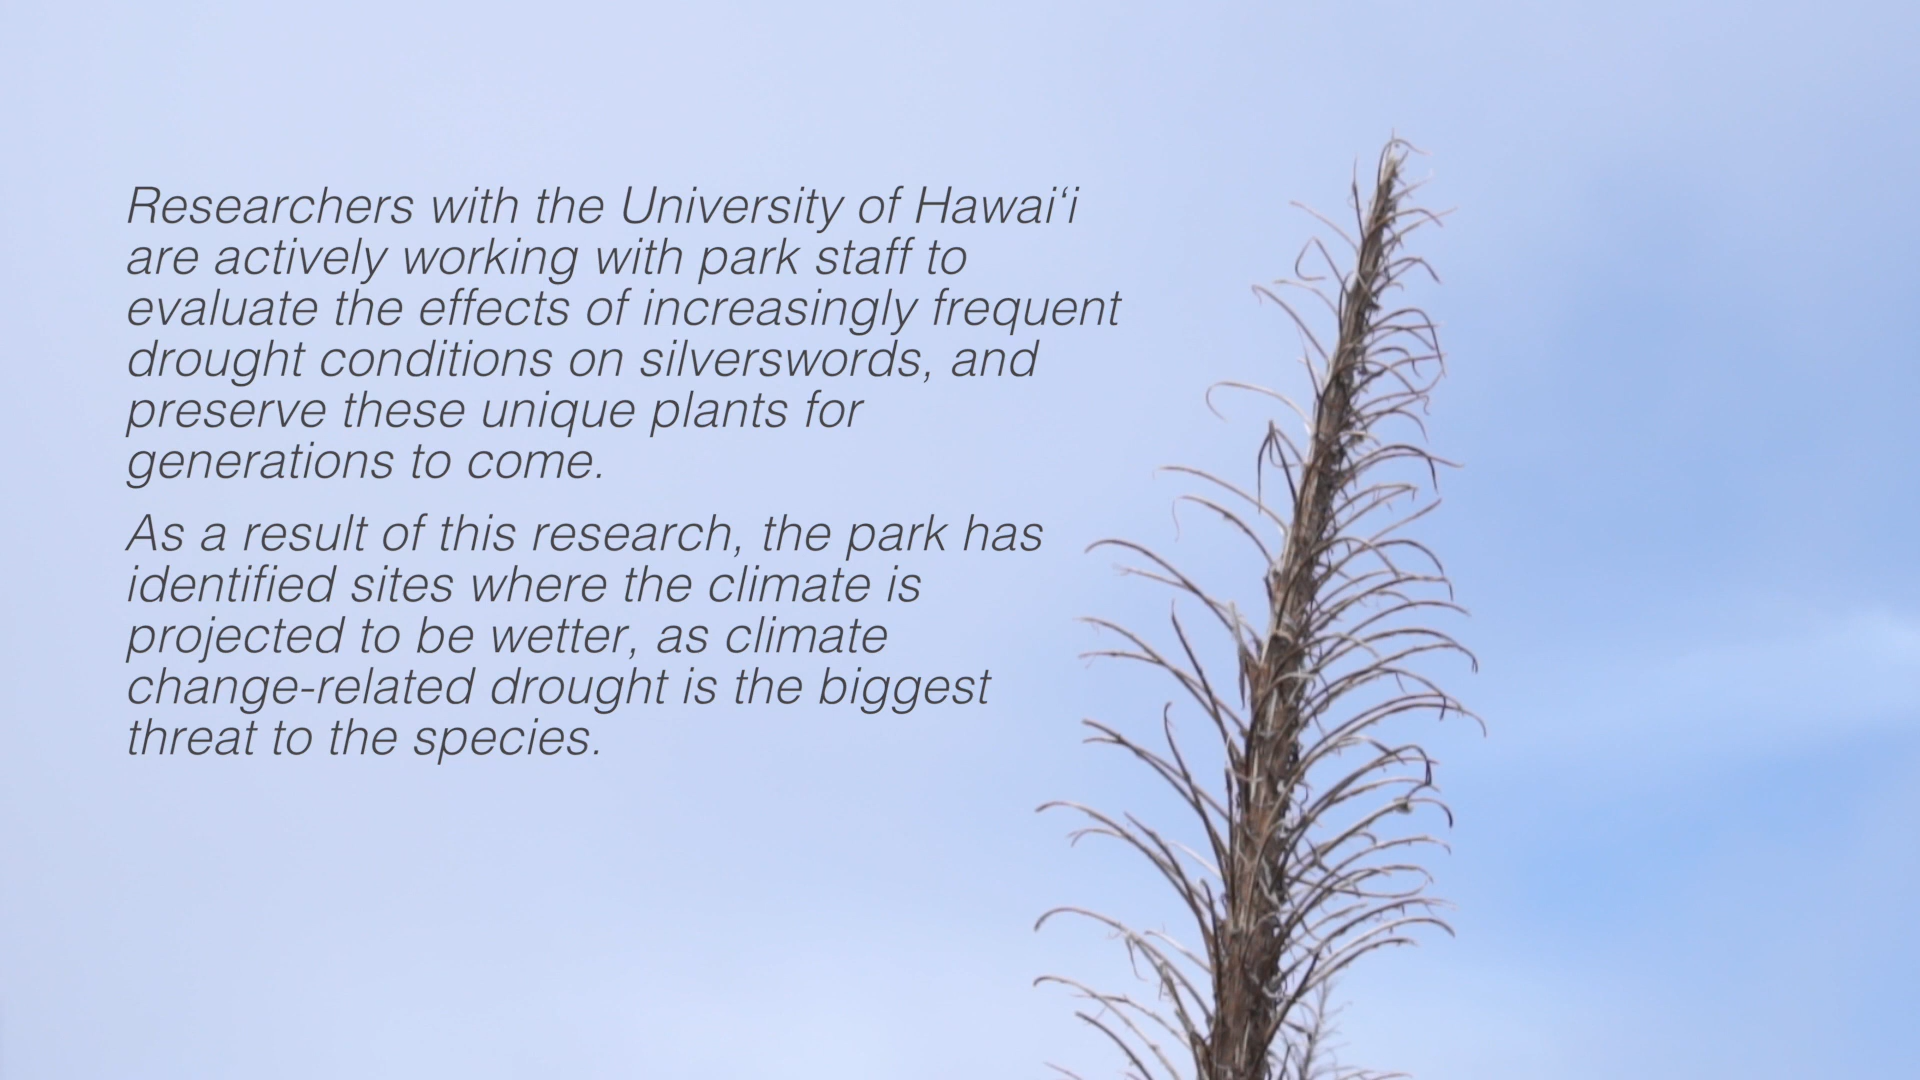 Researchers with the University of Hawaiʻi
are actively working with park staff to
evaluate the effects of increasingly frequent
drought conditions on silverswords, and
preserve these unique plants for
generations to come.
As a result of this research, the park has
identified sites where the climate is
projected to be wetter, as climate
change-related drought is the biggest
threat to the species.